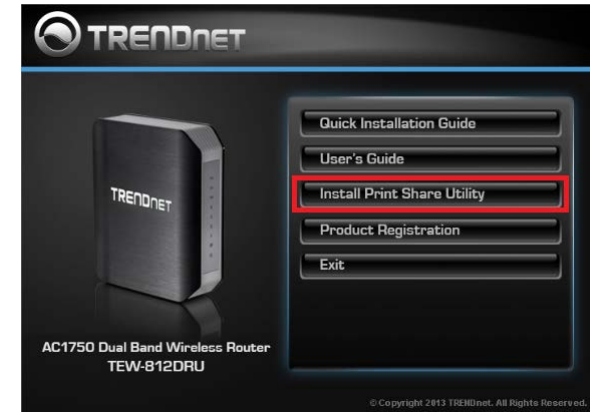 TRENDNET
Quick Installation Guide
User's Guide
TRENDNET
Install Print Share Utility
Product Registration
Exit
AC1750 Dual Band Wireless Router
TEW-812DRU
© Copyright 2013 TRENDnet. All Rights Reserved.